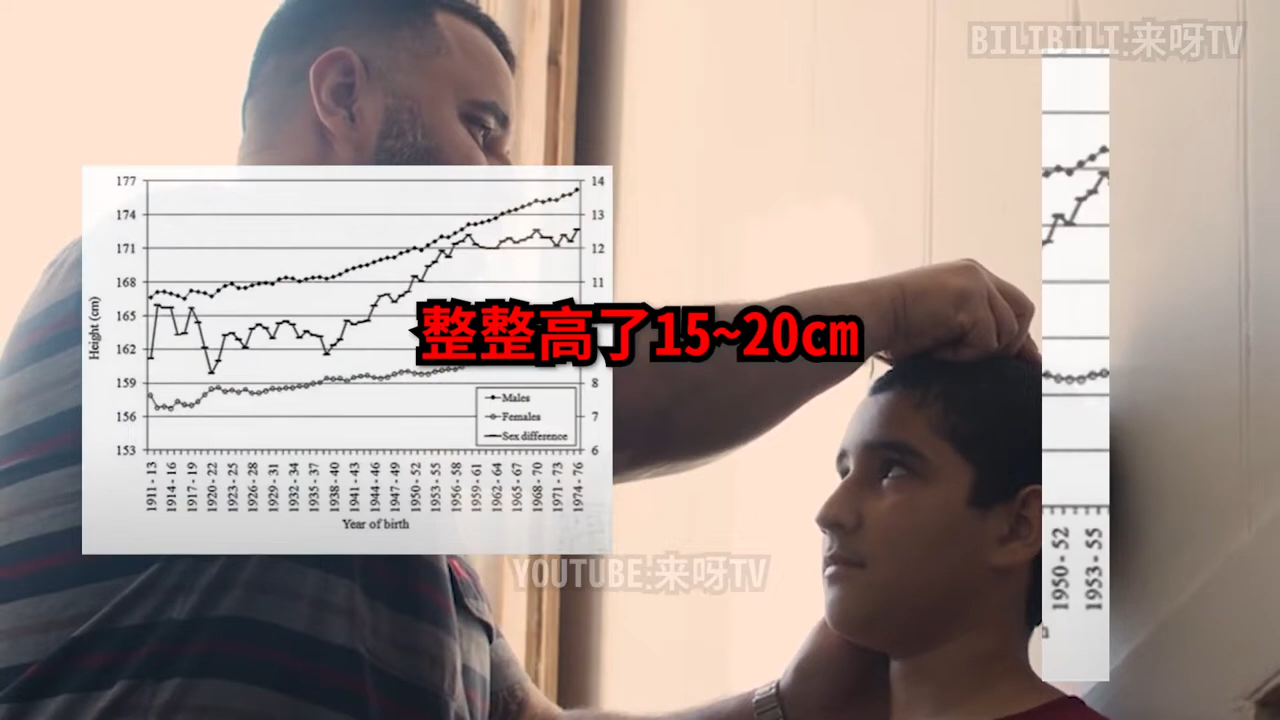 BILIBILI:来呀TV
177
174
171
168
165
162
159
156
153
Height (cm)
14
13
12
11
8
7
6
整整高了15~20cm
Males
Females
Sex difference
1911 - 13
1914 - 16
1917 - 19
1920 - 22
1923 - 25
1926 - 28
1929 - 31
1932 - 34
1935 - 37
1938 - 40
1941 - 43
1944 - 46
1947 - 49
1950 - 52
1953 - 55
1956 - 58
1959 - 61
1962 - 64
1965 - 67
1968 - 70
1971 - 73
1974 - 76
Year of birth
YOUTUBE:来呀TV
1950 - 52
1953 - 55